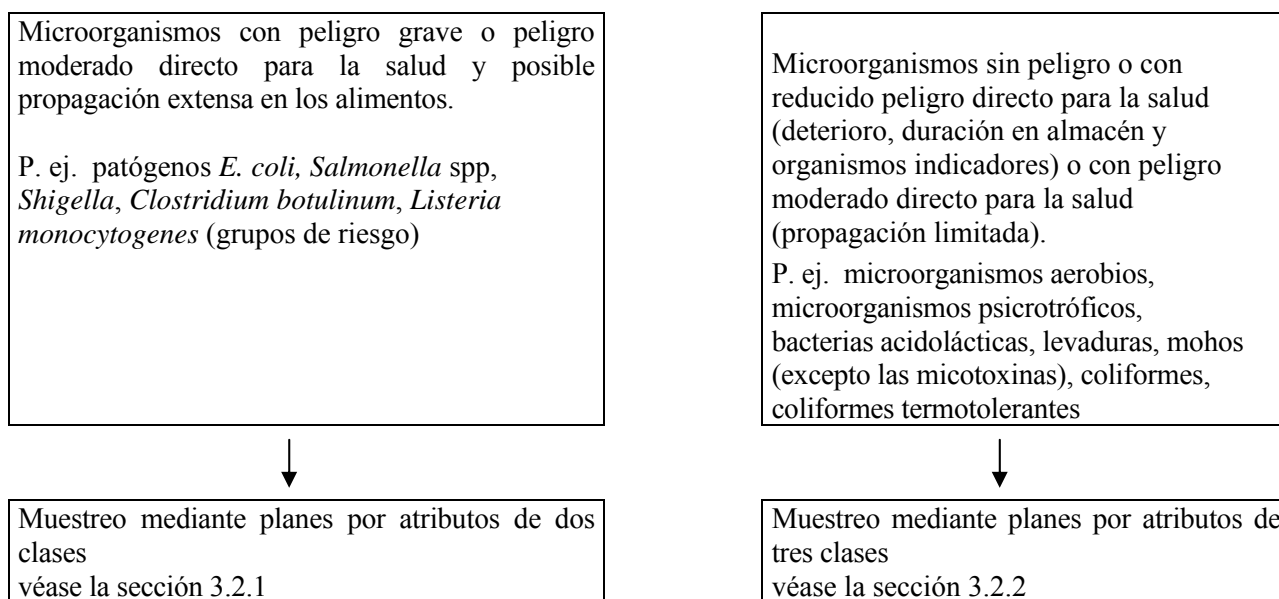 Microorganismos con peligro grave o peligro
moderado directo para la salud y posible
propagación extensa en los alimentos.
P. ej. patógenos E. coli, Salmonella spp,
Shigella, Clostridium botulinum, Listeria
monocytogenes (grupos de riesgo)
Muestreo mediante planes por atributos de dos
clases
véase la sección 3.2.1
Microorganismos sin peligro o con
reducido peligro directo para la salud
(deterioro, duración en almacén y
organismos indicadores) o con peligro
moderado directo para la salud
(propagación limitada).
P. ej. microorganismos aerobios,
microorganismos psicrotróficos,
bacterias acidolácticas, levaduras, mohos
(excepto las micotoxinas), coliformes,
coliformes termotolerantes
Muestreo mediante planes por atributos de
tres clases
véase la sección 3.2.2